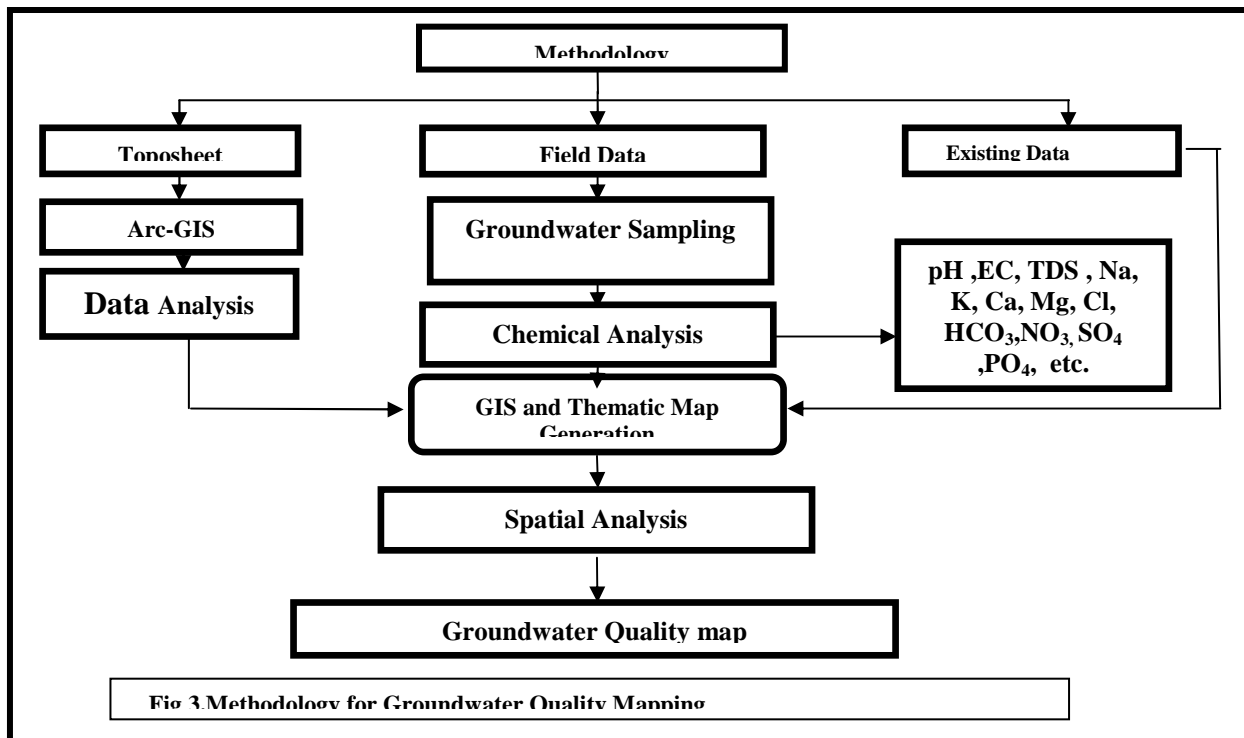 Methodology
Toposheet
Field Data
Existing Data
Arc-GIS
Groundwater Sampling
Data Analysis
Chemical Analysis
pH ,EC, TDS , Na,
K, Ca, Mg, Cl,
HCO₃,NO₃, SO₄
,PO₄, etc.
GIS and Thematic Map
Generation
Spatial Analysis
Groundwater Quality map
Fig 3.Methodology for Groundwater Quality Mapping